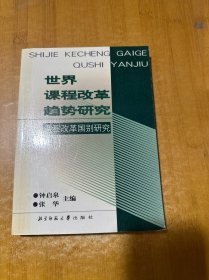 SHIJIE KECHENG GAIGE
QUSHI YANJIU
世界
课程改革
趋势研究
课程改革国别研究
钟启泉
张华
主编
北京师范大学出版社